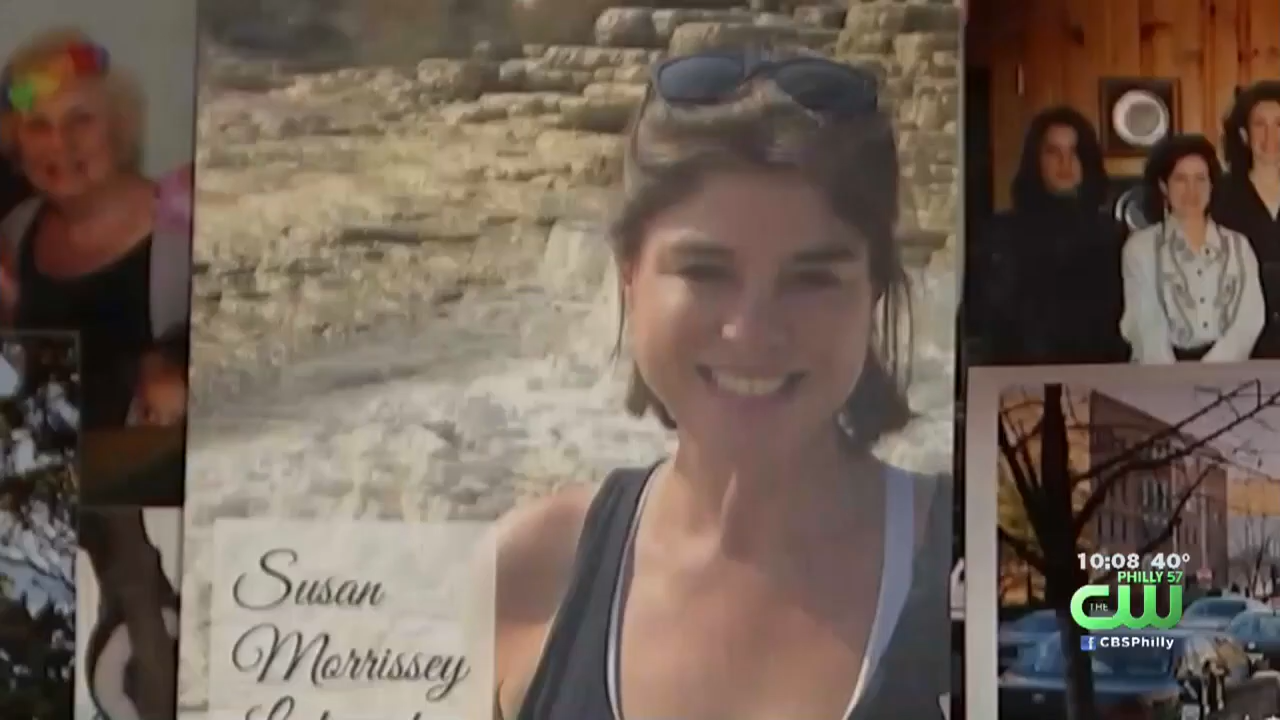 Susan
Morrissey
10:08 40°
PHILLY 57
THE CW
f CBSPhilly